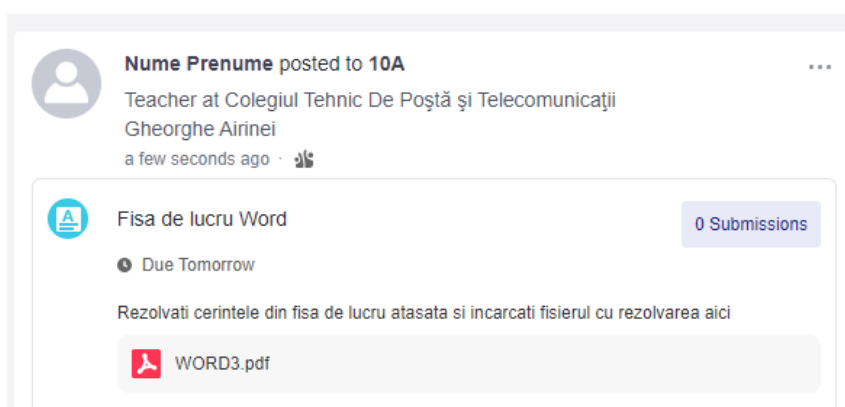 Nume Prenume posted to 10A
Teacher at Colegiul Tehnic De Poştă şi Telecomunicaţii
Gheorghe Airinei
a few seconds ago ·
A
Fisa de lucru Word
0 Submissions
Due Tomorrow
Rezolvati cerintele din fisa de lucru atasata si incarcati fisierul cu rezolvarea aici
WORD3.pdf